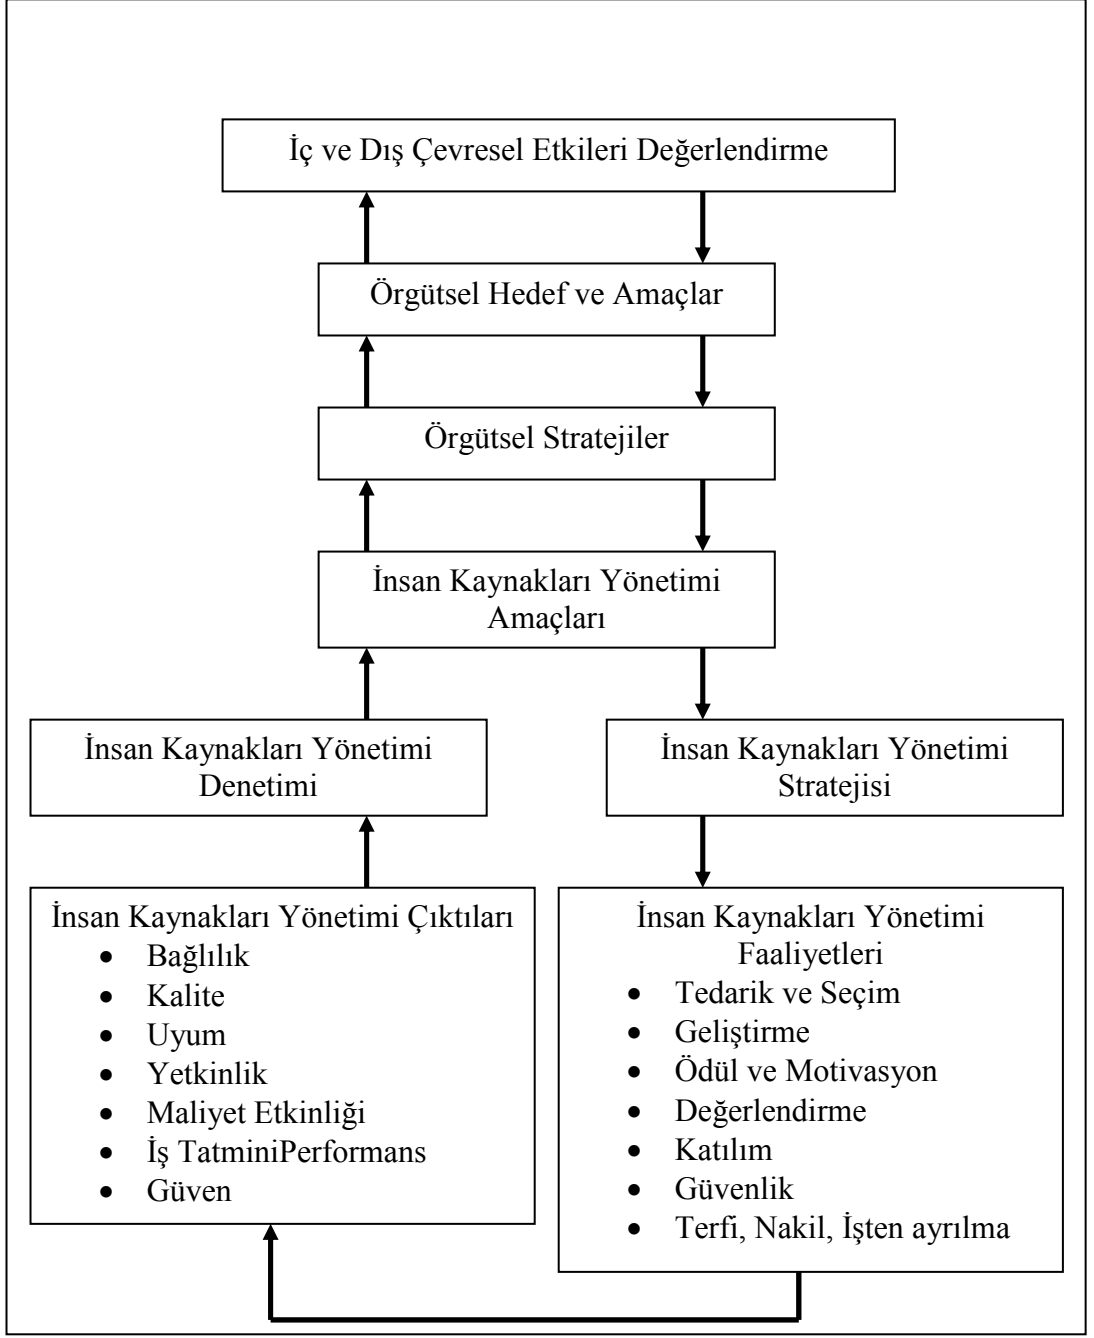 İç ve Dış Çevresel Etkileri Değerlendirme
Örgütsel Hedef ve Amaçlar
Örgütsel Stratejiler
İnsan Kaynakları Yönetimi
Amaçları
İnsan Kaynakları Yönetimi
Denetimi
İnsan Kaynakları Yönetimi
Stratejisi
İnsan Kaynakları Yönetimi Çıktıları
• Bağlılık
• Kalite
• Uyum
• Yetkinlik
• Maliyet Etkinliği
• İş TatminiPerformans
• Güven
İnsan Kaynakları Yönetimi
Faaliyetleri
• Tedarik ve Seçim
• Geliştirme
• Ödül ve Motivasyon
• Değerlendirme
• Katılım
• Güvenlik
• Terfi, Nakil, İşten ayrılma